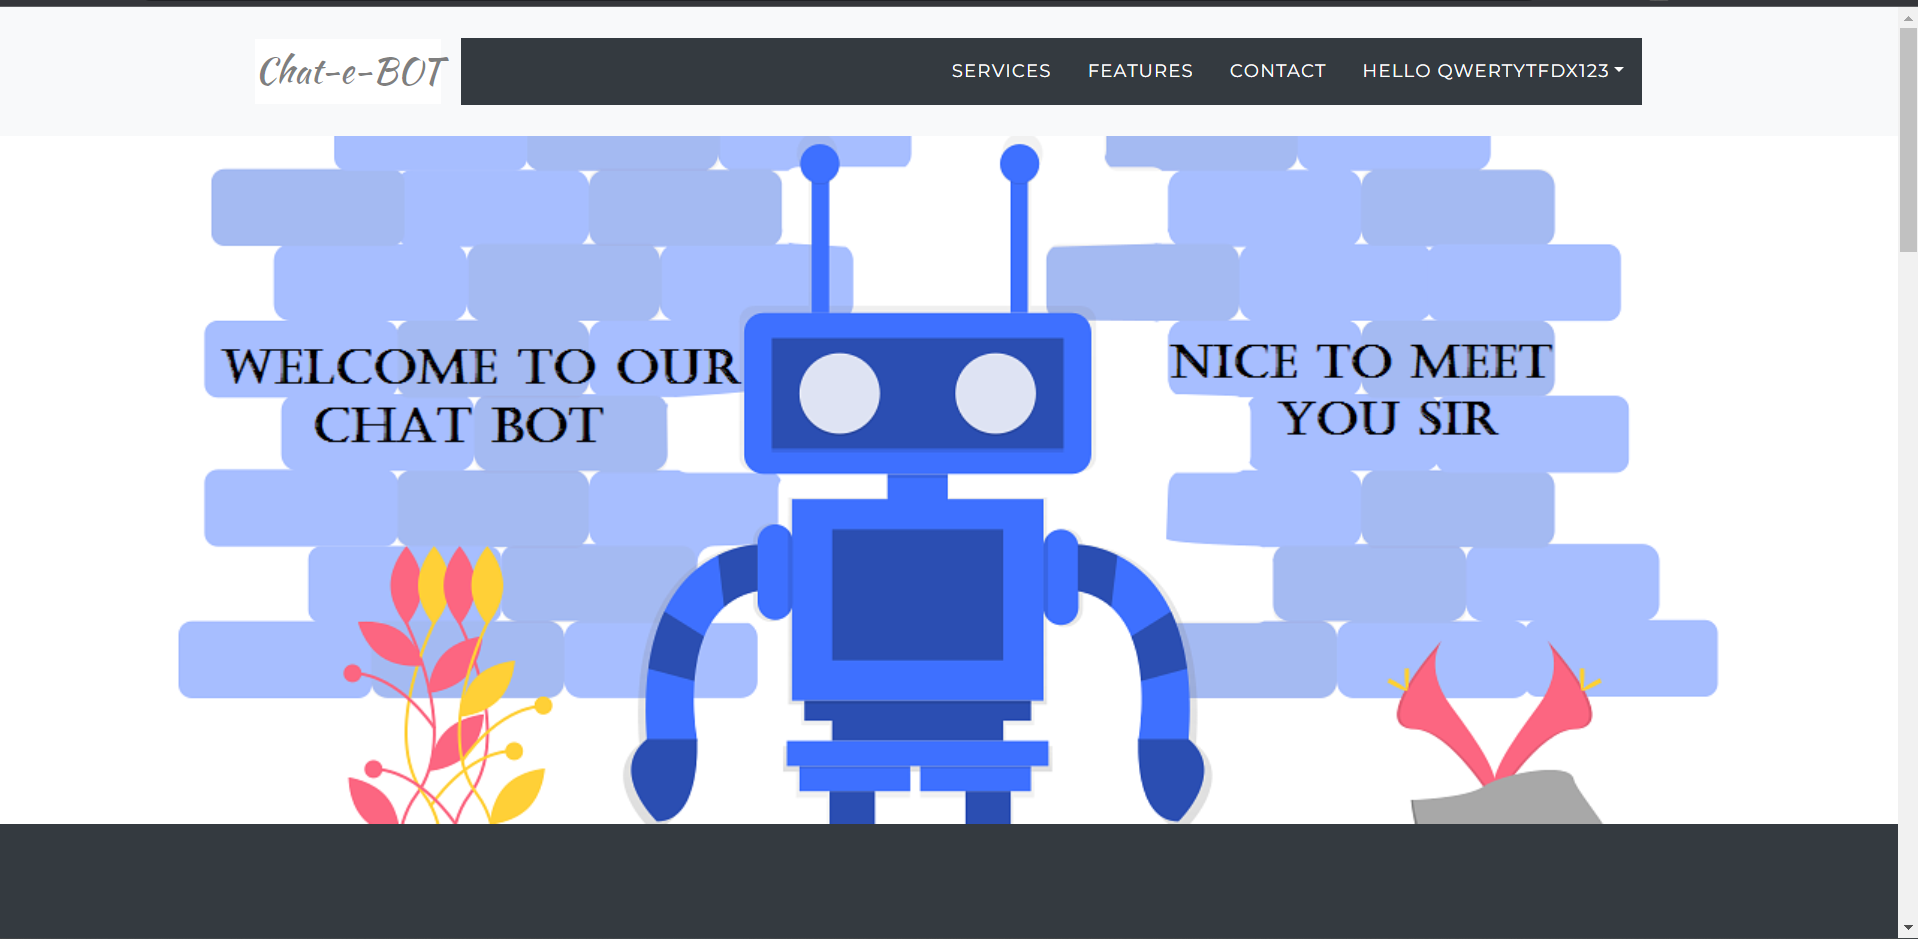 Chat-e-BOT
SERVICES FEATURES CONTACT HELLO QWERTYTFDX123
WELCOME TO OUR
CHAT BOT
NICE TO MEET
YOU SIR